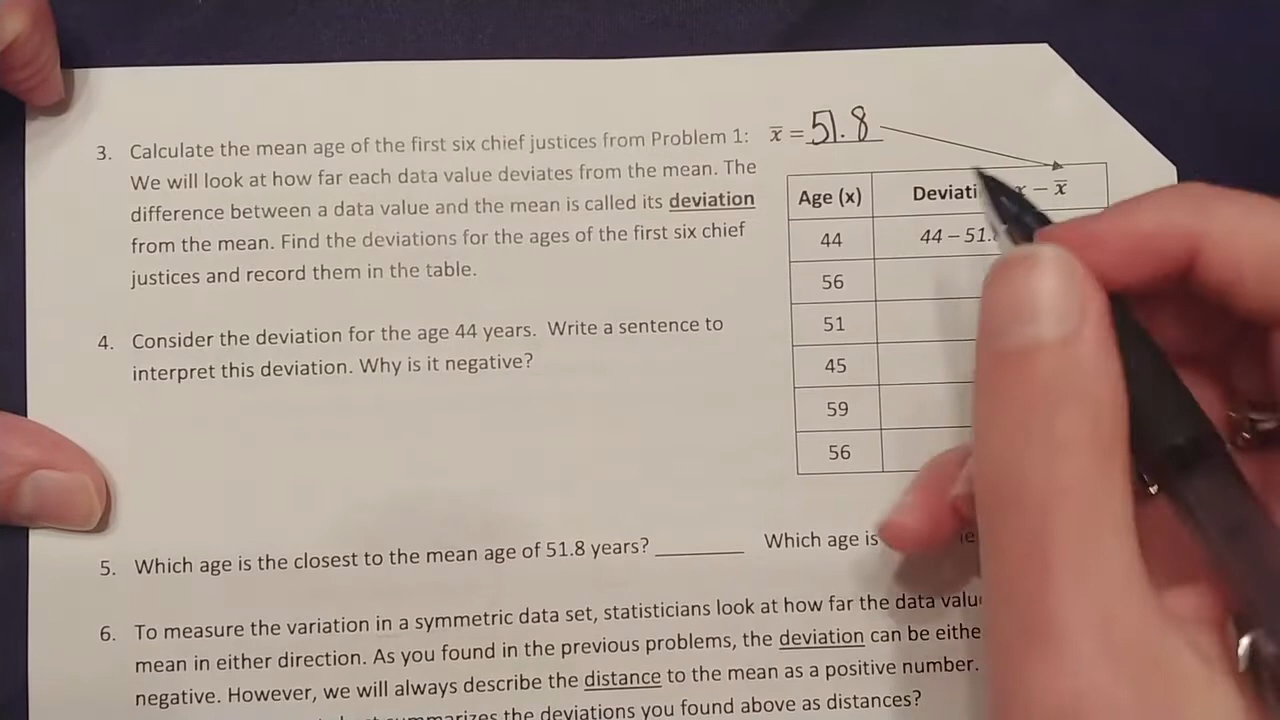 3. Calculate the mean age of the first six chief justices from Problem 1: x̅ = 51.8
We will look at how far each data value deviates from the mean. The
difference between a data value and the mean is called its deviation
from the mean. Find the deviations for the ages of the first six chief
justices and record them in the table.
Age (x) x − x̅
44 44 – 51.
56
51
45
59
56
4. Consider the deviation for the age 44 years. Write a sentence to
interpret this deviation. Why is it negative?
5. Which age is the closest to the mean age of 51.8 years? ________ Which age is
6. To measure the variation in a symmetric data set, statisticians look at how far the data
mean in either direction. As you found in the previous problems, the deviation can be
negative. However, we will always describe the distance to the mean as a positive number.
the deviations you found above as distances?